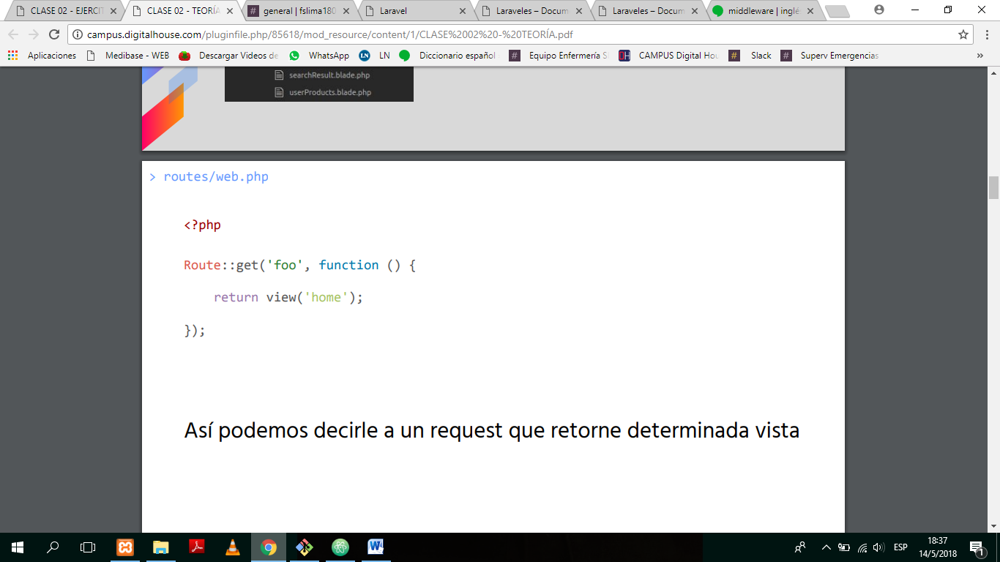 CLASE 02 - EJERCIT
CLASE 02 - TEORÍA
general | fslima180
Laravel
Laraveles – Docum
Laraveles – Docum
middleware | inglé
campus.digitalhouse.com/pluginfile.php/85618/mod_resource/content/1/CLASE%2002%20-%20TEORÍA.pdf
Aplicaciones Medibase - WEB Descargar Videos de WhatsApp LN LN Diccionario español # Equipo Enfermería S DH CAMPUS Digital Hou # Slack # Superv Emergencias »
searchResult.blade.php
userProducts.blade.php
> routes/web.php
<?php
Route::get('foo', function () {
return view('home');
});
Así podemos decirle a un request que retorne determinada vista
ESP
18:37
14/5/2018
1